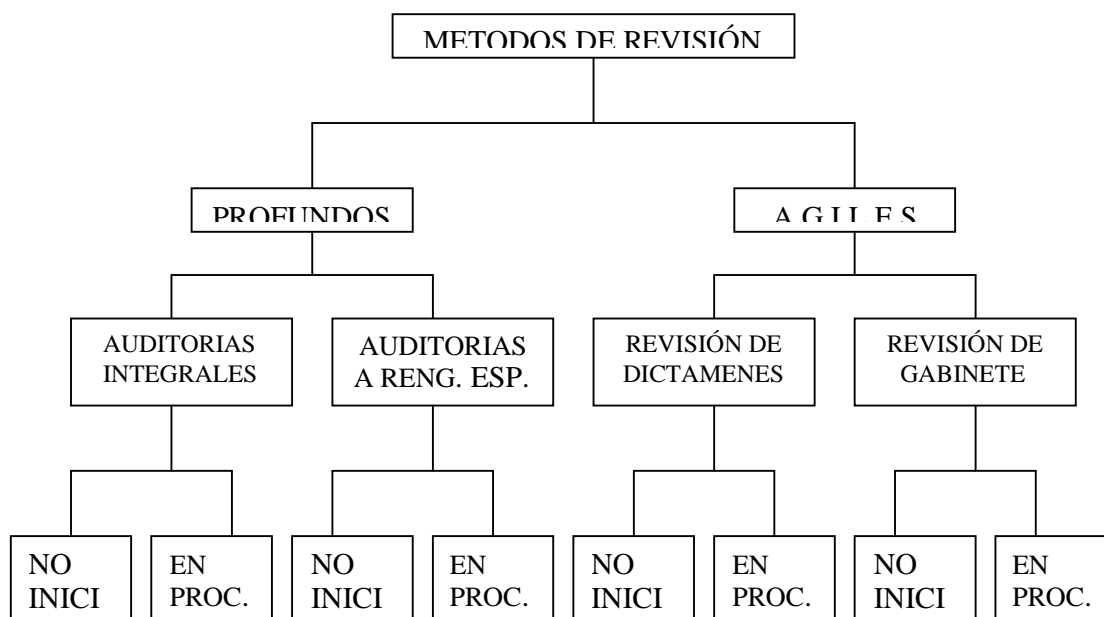 METODOS DE REVISIÓN
PROFUNDOS
A G I L E S
AUDITORIAS
INTEGRALES
AUDITORIAS
A RENG. ESP.
REVISIÓN DE
DICTAMENES
REVISIÓN DE
GABINETE
NO
INICI
EN
PROC.
NO
INICI
EN
PROC.
NO
INICI
EN
PROC.
NO
INICI
EN
PROC.